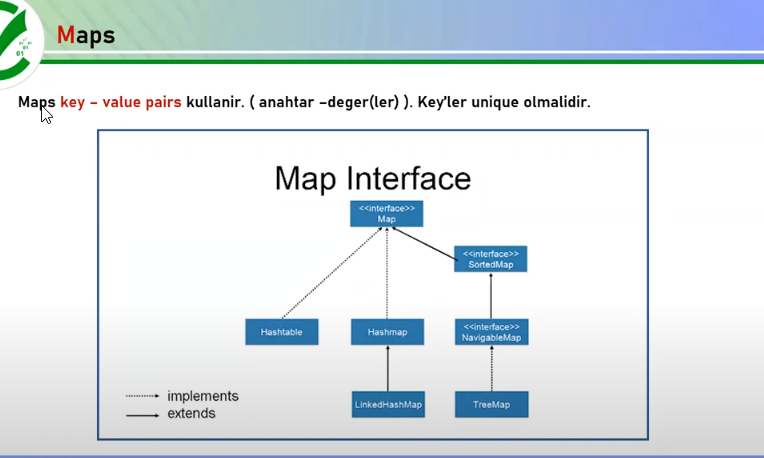 Maps
Maps key – value pairs kullanir. ( anahtar –deger(ler) ). Key'ler unique olmalidir.
Map Interface
<<interface>>
Map
<<interface>>
SortedMap
Hashtable
Hashmap
<<interface>>
NavigableMap
LinkedHashMap
TreeMap
implements
extends